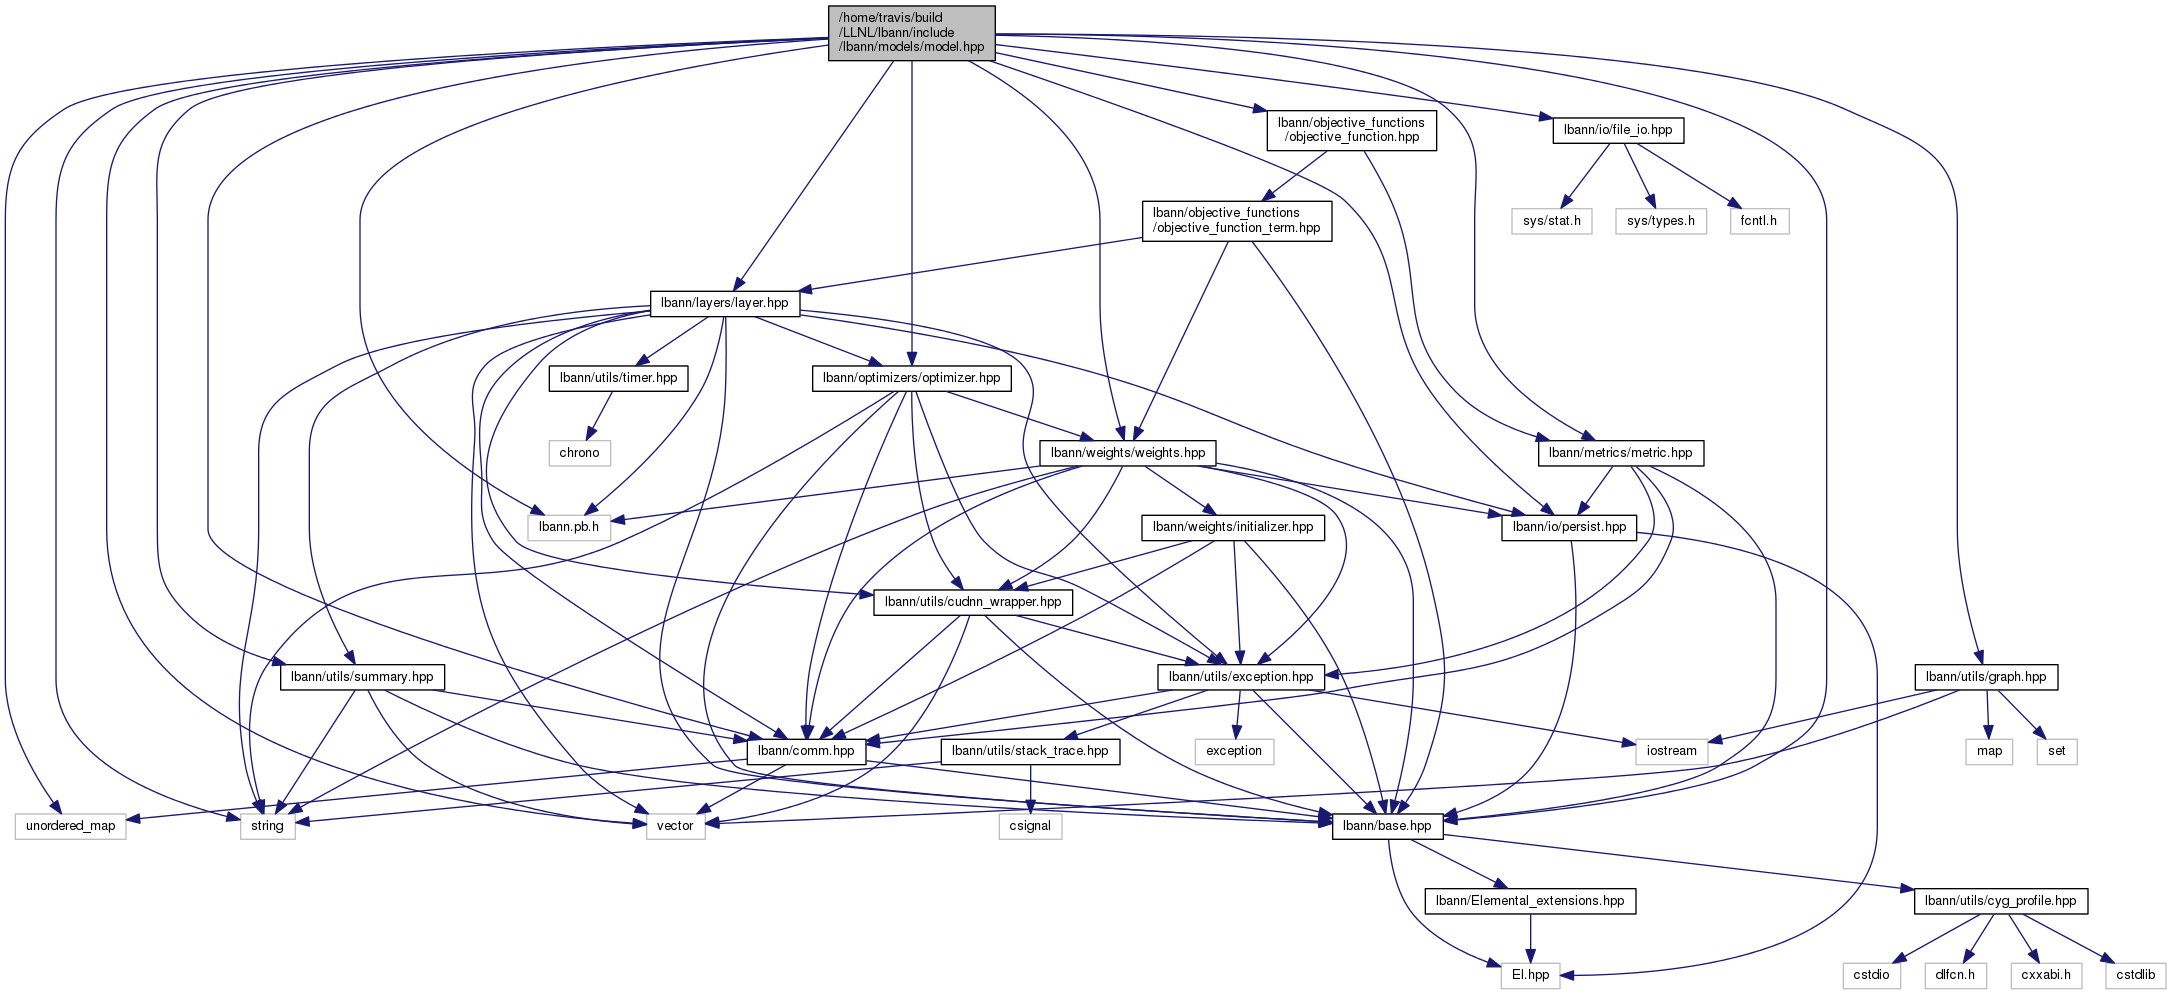 /home/travis/build
/LLNL/lbann/include
/lbann/models/model.hpp
lbann/objective_functions
/objective_function.hpp
lbann/io/file_io.hpp
lbann/objective_functions
/objective_function_term.hpp
sys/stat.h
sys/types.h
fcntl.h
lbann/layers/layer.hpp
lbann/utils/timer.hpp
lbann/optimizers/optimizer.hpp
chrono
lbann/weights/weights.hpp
lbann/metrics/metric.hpp
lbann.pb.h
lbann/weights/initializer.hpp
lbann/io/persist.hpp
lbann/utils/cudnn_wrapper.hpp
lbann/utils/summary.hpp
lbann/utils/exception.hpp
lbann/utils/graph.hpp
lbann/comm.hpp
lbann/utils/stack_trace.hpp
exception
iostream
map
set
unordered_map
string
vector
csignal
lbann/base.hpp
lbann/Elemental_extensions.hpp
lbann/utils/cyg_profile.hpp
El.hpp
cstdio
dlfcn.h
cxxabi.h
cstdlib